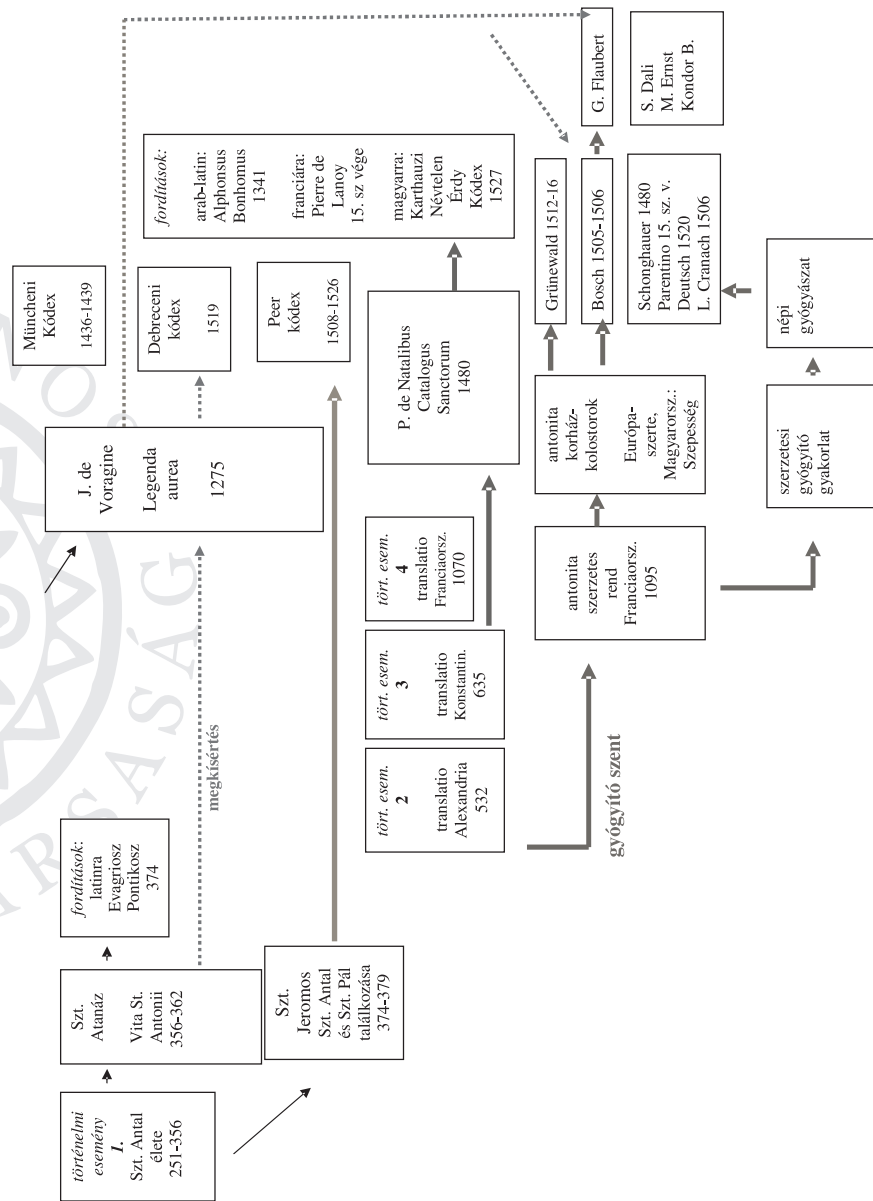 történelmi
esemény
1.
Szt. Antal
élete
251-356
Szt.
Atanáz
Vita St.
Antonii
356-362
fordítások:
latinra
Evagriosz
Pontikosz
374
Szt.
Jeromos
Szt. Antal
és Szt. Pál
találkozása
374-379
megkísértés
J. de
Voragine
Legenda
aurea
1275
Müncheni
Kódex
1436-1439
Debreceni
kódex
1519
Peer
kódex
1508-1526
tört. esem.
2
translatio
Alexandria
532
tört. esem.
3
translatio
Konstantin.
635
tört. esem.
4
translatio
Franciaorsz.
1070
P. de Natalibus
Catalogus
Sanctorum
1480
fordítások:
arab-latin:
Alphonsus
Bonhomus
1341
franciára:
Pierre de
Lanoy
15. sz vége
magyarra:
Karthauzi
Névtelen
Érdy
Kódex
1527
gyógyító szent
antonita
szerzetes
rend
Franciaorsz.
1095
antonita
korház-
kolostorok
Európa-
szerte,
Magyarorsz.:
Szepesség
Grünewald 1512-16
Bosch 1505-1506
G. Flaubert
Schonghauer 1480
Parentino 15. sz. v.
Deutsch 1520
L. Cranach 1506
S. Dali
M. Ernst
Kondor B.
szerzetesi
gyógyító
gyakorlat
népi
gyógyászat